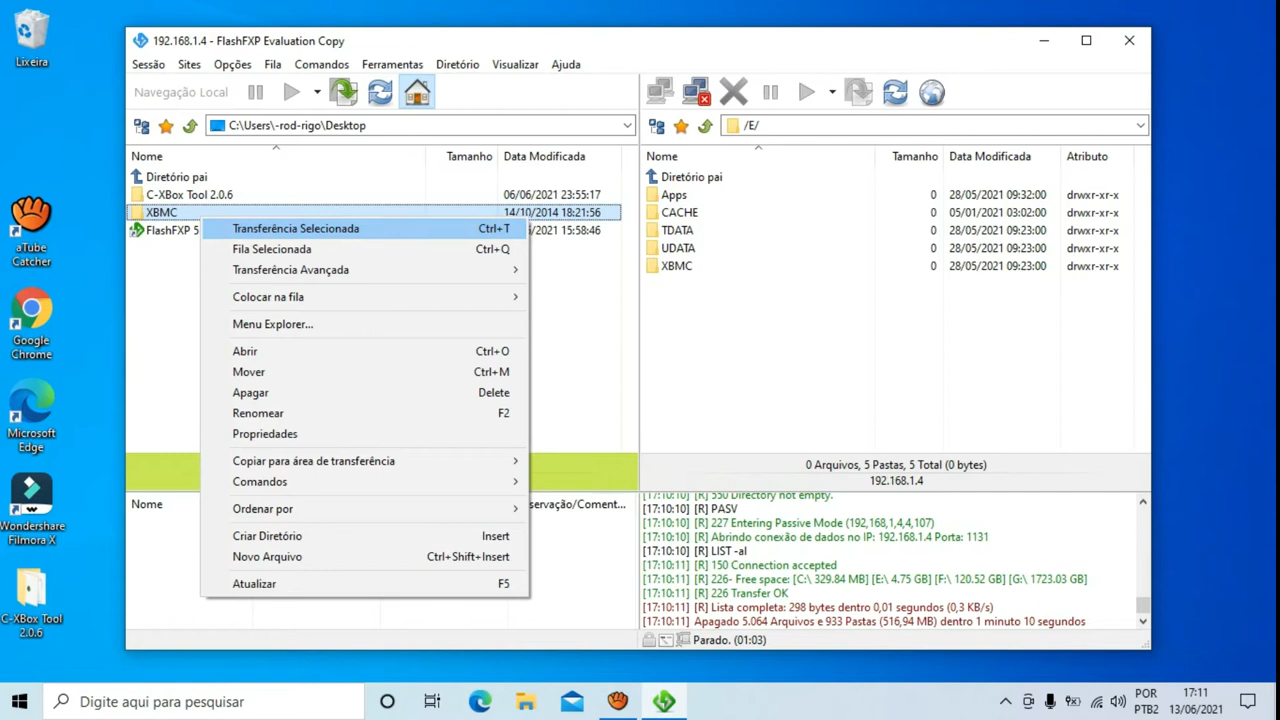 Lixeira
aTube
Catcher
Google
Chrome
Microsoft
Edge
Wondershare
Filmora X
C-XBox Tool
2.0.6
192.168.1.4 - FlashFXP Evaluation Copy
Sessão Sites Opções Fila Comandos Ferramentas Diretório Visualizar Ajuda
Navegação Local
C:\Users\-rod-rigo\Desktop
Nome Tamanho Data Modificada
Diretório pai
C-XBox Tool 2.0.6 06/06/2021 23:55:17
XBMC 14/10/2014 18:21:56
FlashFXP 5 /2021 15:58:46
Transferência Selecionada Ctrl+T
Fila Selecionada Ctrl+Q
Transferência Avançada
Colocar na fila
Menu Explorer...
Abrir Ctrl+O
Mover Ctrl+M
Apagar Delete
Renomear F2
Propriedades
Copiar para área de transferência
Comandos
Ordenar por
Criar Diretório Insert
Novo Arquivo Ctrl+Shift+Insert
Atualizar F5
Nome servação/Coment...
/E/
Nome Tamanho Data Modificada Atributo
Diretório pai
Apps 0 28/05/2021 09:32:00 drwxr-xr-x
CACHE 0 05/01/2021 03:02:00 drwxr-xr-x
TDATA 0 28/05/2021 09:23:00 drwxr-xr-x
UDATA 0 28/05/2021 09:23:00 drwxr-xr-x
XBMC 0 28/05/2021 09:23:00 drwxr-xr-x
0 Arquivos, 5 Pastas, 5 Total (0 bytes)
192.168.1.4
[17:10:10] [R] 550 Directory not empty.
[17:10:10] [R] PASV
[17:10:10] [R] 227 Entering Passive Mode (192,168,1,4,4,107)
[17:10:10] [R] Abrindo conexão de dados no IP: 192.168.1.4 Porta: 1131
[17:10:10] [R] LIST -al
[17:10:11] [R] 150 Connection accepted
[17:10:11] [R] 226- Free space: [C:\ 329.84 MB] [E:\ 4.75 GB] [F:\ 120.52 GB] [G:\ 1723.03 GB]
[17:10:11] [R] 226 Transfer OK
[17:10:11] [R] Lista completa: 298 bytes dentro 0,01 segundos (0,3 KB/s)
[17:10:11] Apagado 5.064 Arquivos e 933 Pastas (516,94 MB) dentro 1 minuto 10 segundos
Parado. (01:03)
Digite aqui para pesquisar
POR
PTB2
17:11
13/06/2021